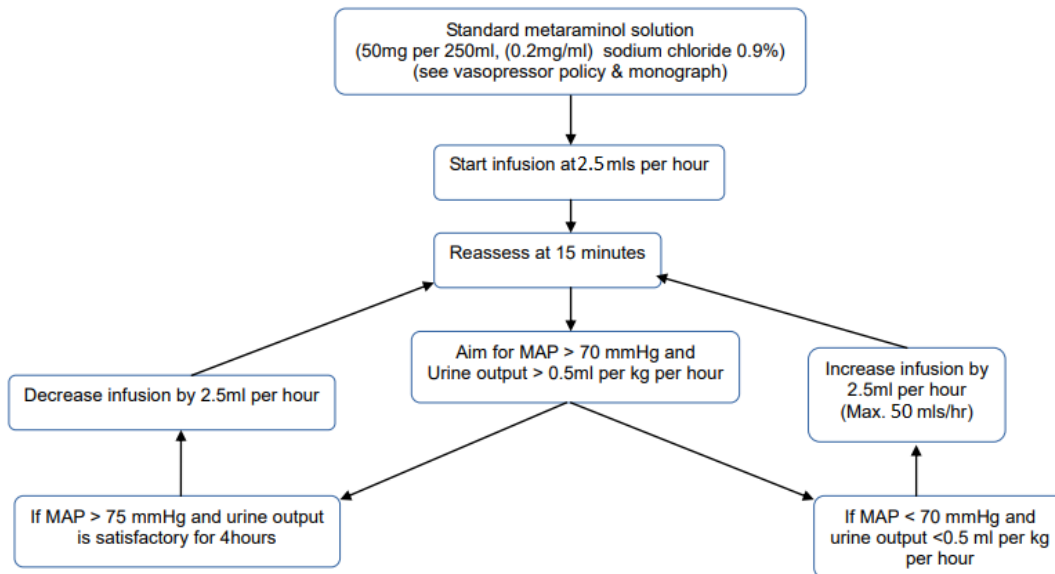 Standard metaraminol solution
(50mg per 250ml, (0.2mg/ml) sodium chloride 0.9%)
(see vasopressor policy & monograph)
Start infusion at 2.5 mls per hour
Reassess at 15 minutes
Aim for MAP > 70 mmHg and
Urine output > 0.5ml per kg per hour
Decrease infusion by 2.5ml per hour
Increase infusion by
2.5ml per hour
(Max. 50 mls/hr)
If MAP > 75 mmHg and urine output
is satisfactory for 4hours
If MAP < 70 mmHg and
urine output <0.5 ml per kg
per hour